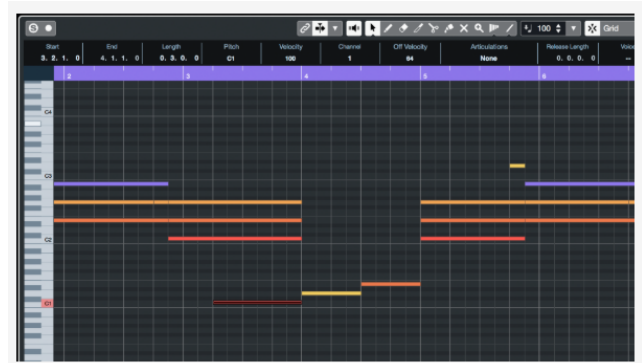 100 Grid
Start End Length Pitch Velocity Channel Off Velocity Articulations Release Length
3. 2. 1. 0 4. 1. 1. 0 0. 3. 0. 0 C1 100 1 64 None 0. 0. 0. 0
2 3 4 5 6
C4
C3
C2
C1